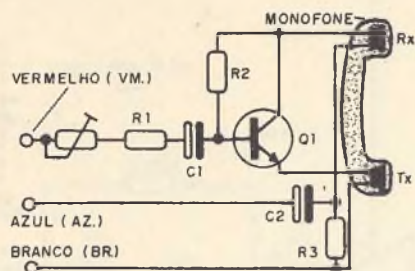 MONOFONE
Rx
R2
VERMELHO ( VM. )
R1
Q1
C1
Tx
C2
AZUL ( AZ. )
R3
BRANCO ( BR. )